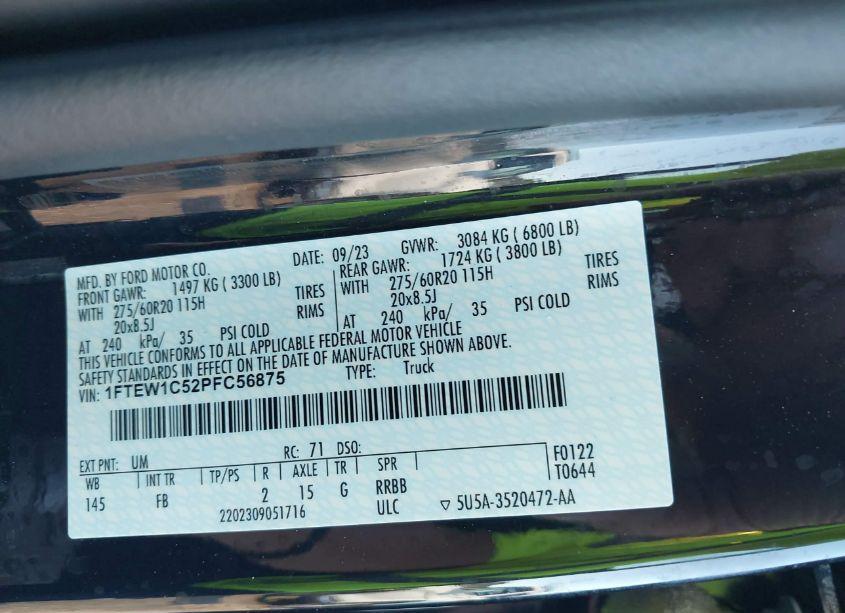 MFD. BY FORD MOTOR CO.
DATE: 09/23 GVWR: 3084 KG ( 6800 LB)
FRONT GAWR: 1497 KG ( 3300 LB)
REAR GAWR: 1724 KG ( 3800 LB)
WITH 275/60R20 115H TIRES
WITH 275/60R20 115H TIRES
20x8.5J RIMS
20x8.5J RIMS
AT 240 kPa/ 35 PSI COLD
AT 240 kPa/ 35 PSI COLD
THIS VEHICLE CONFORMS TO ALL APPLICABLE FEDERAL MOTOR VEHICLE
SAFETY STANDARDS IN EFFECT ON THE DATE OF MANUFACTURE SHOWN ABOVE.
VIN: 1FTEW1C52PFC56875 TYPE: Truck
EXT PNT: UM RC: 71 DSO: F0122
WB INT TR TP/PS R AXLE TR SPR T0644
145 FB 2 15 G RRBB
2202309051716 ULC ▽ 5U5A-3520472-AA